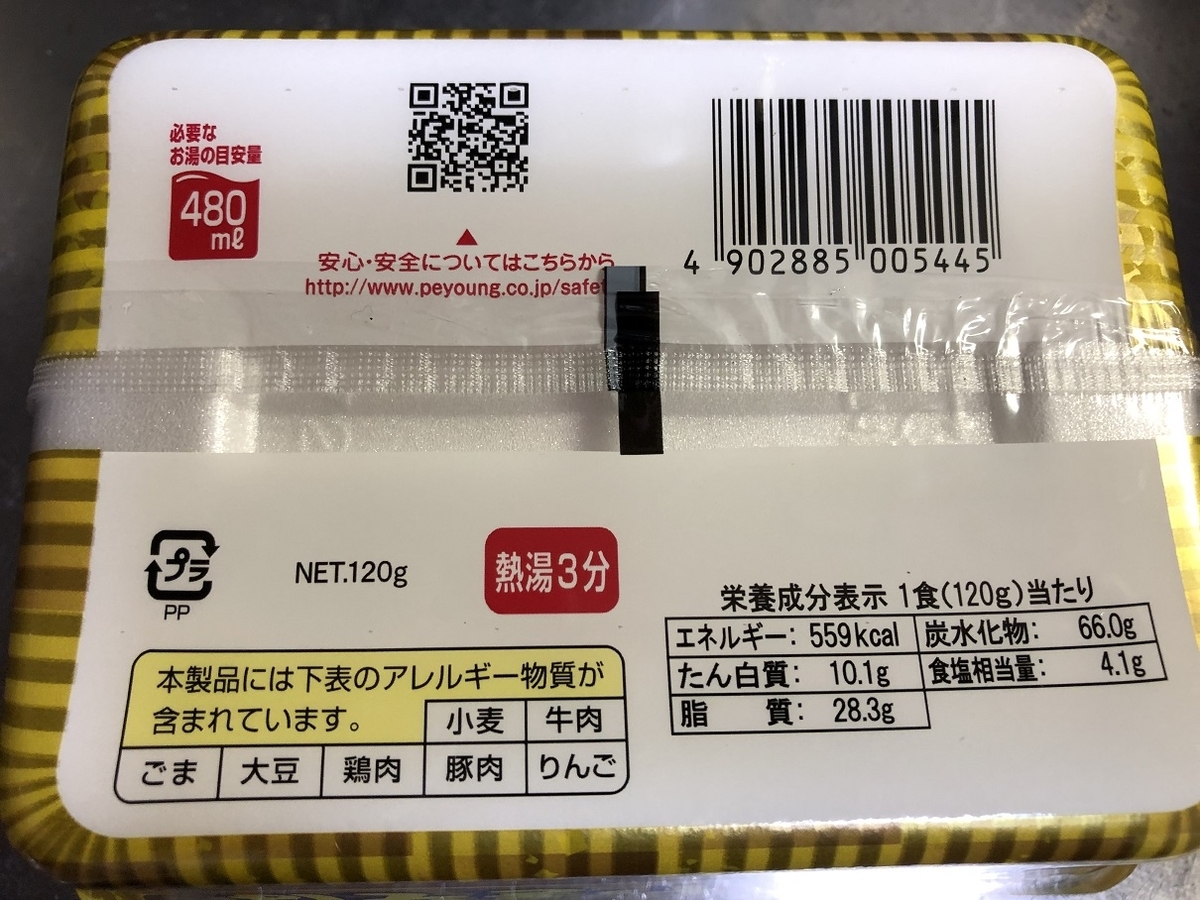 必要な
お湯の目安量
480
mℓ
安心・安全についてはこちらから
http://www.peyoung.co.jp/safe
4 902885 005445
プラ
PP
NET.120g
熱湯3分
本製品には下表のアレルギー物質が
含まれています。
小麦 牛肉
ごま 大豆 鶏肉 豚肉 りんご
栄養成分表示 1食(120g)当たり
エネルギー: 559kcal 炭水化物: 66.0g
たん白質: 10.1g 食塩相当量: 4.1g
脂 質: 28.3g